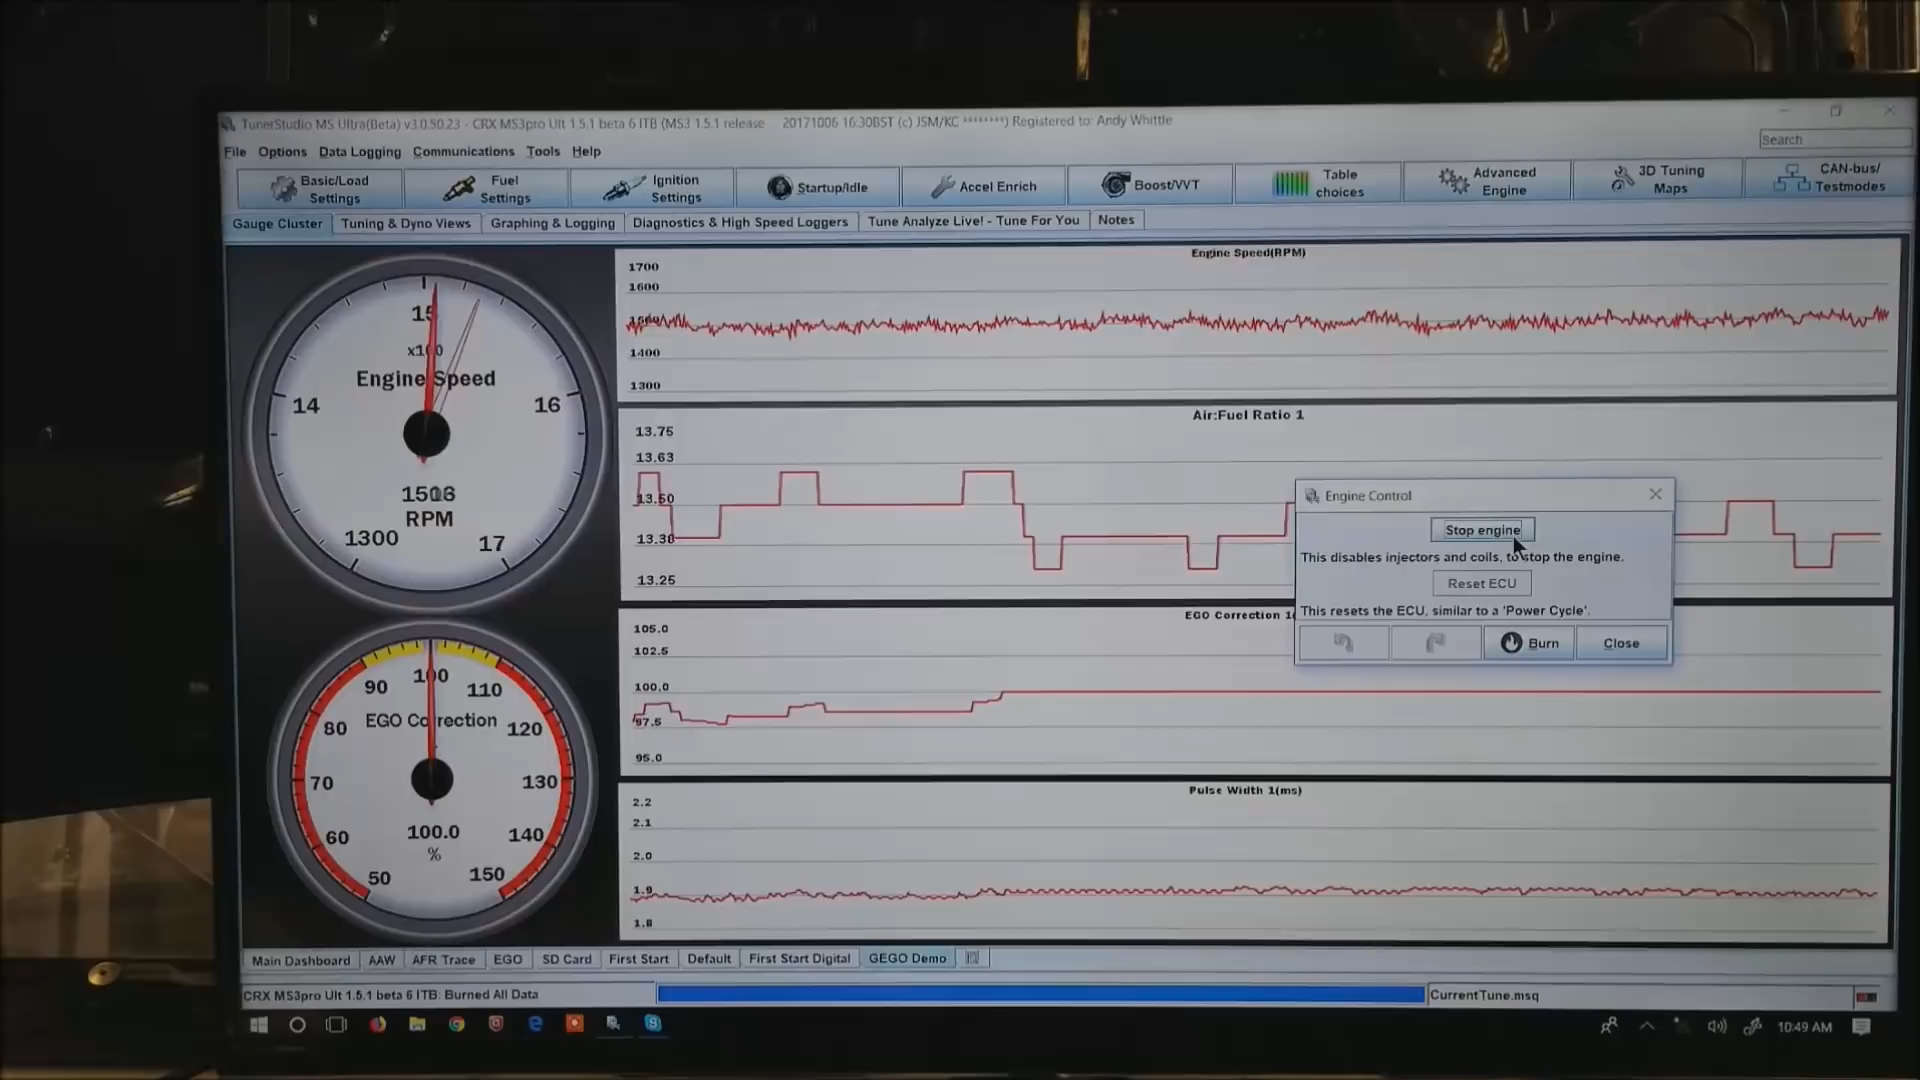 TunerStudio MS Ultra(Beta) v3.0.50.23 - CRX MS3pro Ult 1.5.1 beta 6 ITB (MS3 1.5.1 release 20171006 16:30BST (c) JSM/KC ********) Registered to: Andy Whittle
Search
File Options Data Logging Communications Tools Help
Basic/Load Settings
Fuel Settings
Ignition Settings
Startup/Idle
Accel Enrich
Boost/VVT
Table choices
Advanced Engine
3D Tuning Maps
CAN-bus/ Testmodes
Gauge Cluster Tuning & Dyno Views Graphing & Logging Diagnostics & High Speed Loggers Tune Analyze Live! - Tune For You Notes
15
x100
Engine Speed
14
16
RPM
1300
17
Engine Speed(RPM)
1700
1600
1400
1300
Air:Fuel Ratio 1
13.75
13.63
13.50
13.38
13.25
Engine Control
Stop engine
This disables injectors and coils, to stop the engine.
Reset ECU
This resets the ECU, similar to a 'Power Cycle'.
Burn
Close
90
100
110
80
EGO Correction
120
70
130
60
100.0
140
%
50
150
EGO Correction 1
105.0
102.5
100.0
97.5
95.0
Pulse Width 1(ms)
2.2
2.1
2.0
1.9
1.8
Main Dashboard AAW AFR Trace EGO SD Card First Start Default First Start Digital GEGO Demo
CRX MS3pro Ult 1.5.1 beta 6 ITB: Burned All Data
CurrentTune.msq
10:49 AM